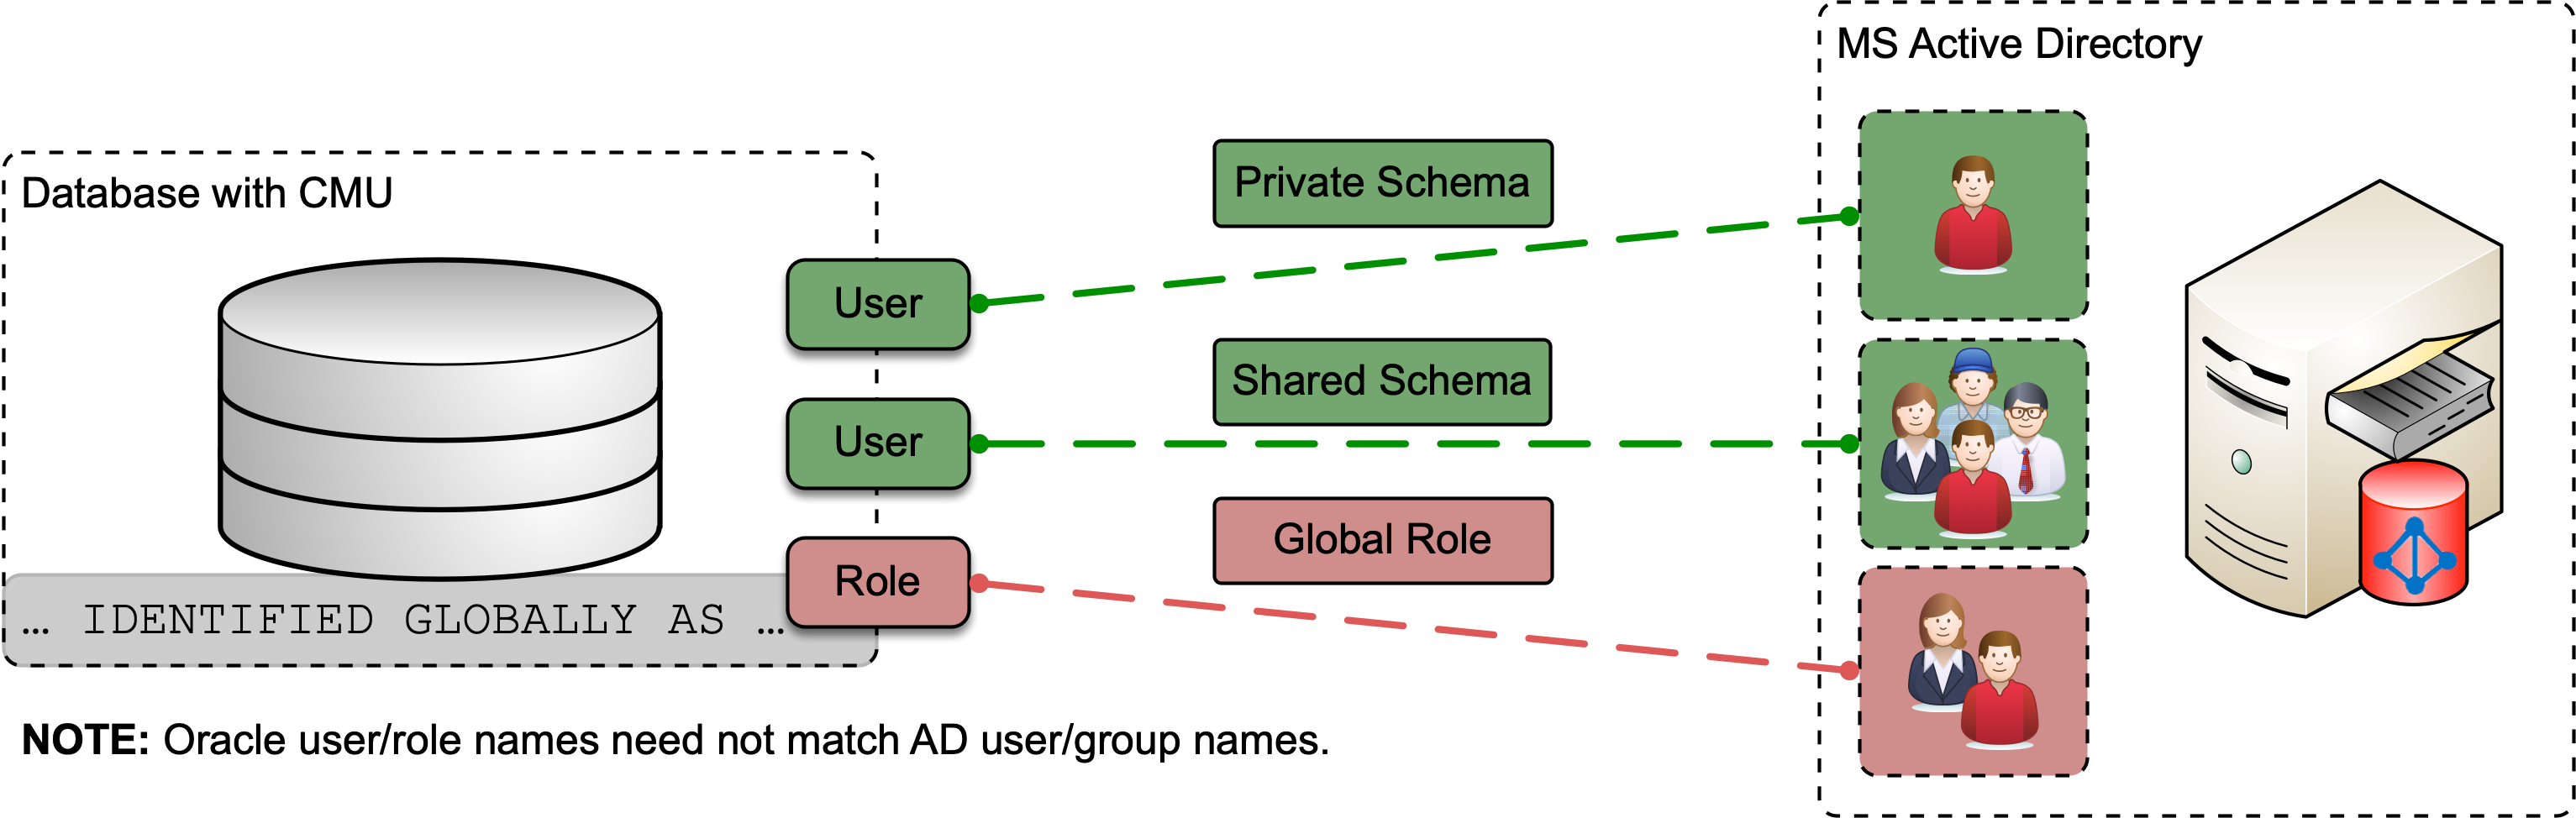 MS Active Directory
Database with CMU
Private Schema
User
Shared Schema
User
Global Role
Role
… IDENTIFIED GLOBALLY AS …
NOTE: Oracle user/role names need not match AD user/group names.